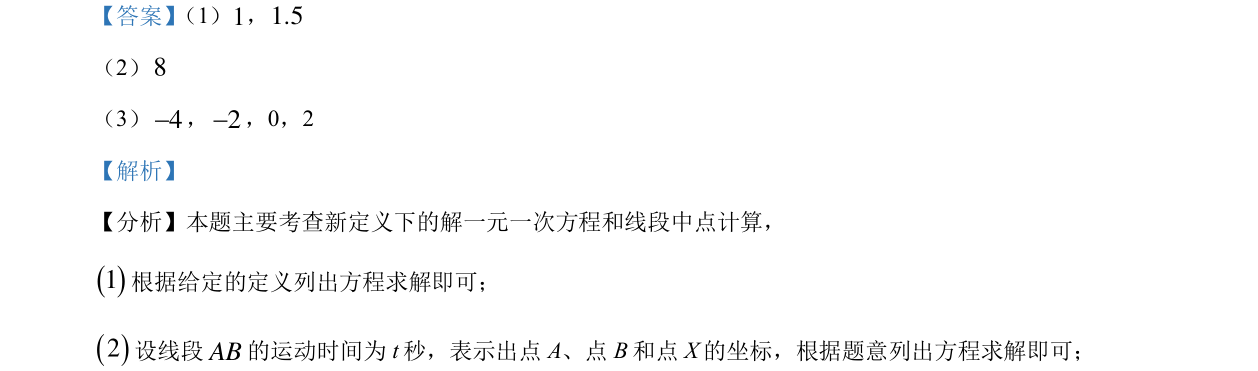 【答案】（1）1，1.5
（2）8
（3）–4，–2，0，2
【解析】
【分析】本题主要考查新定义下的解一元一次方程和线段中点计算，
(1)根据给定的定义列出方程求解即可；
(2)设线段 AB 的运动时间为 t 秒，表示出点 A、点 B 和点 X 的坐标，根据题意列出方程求解即可；